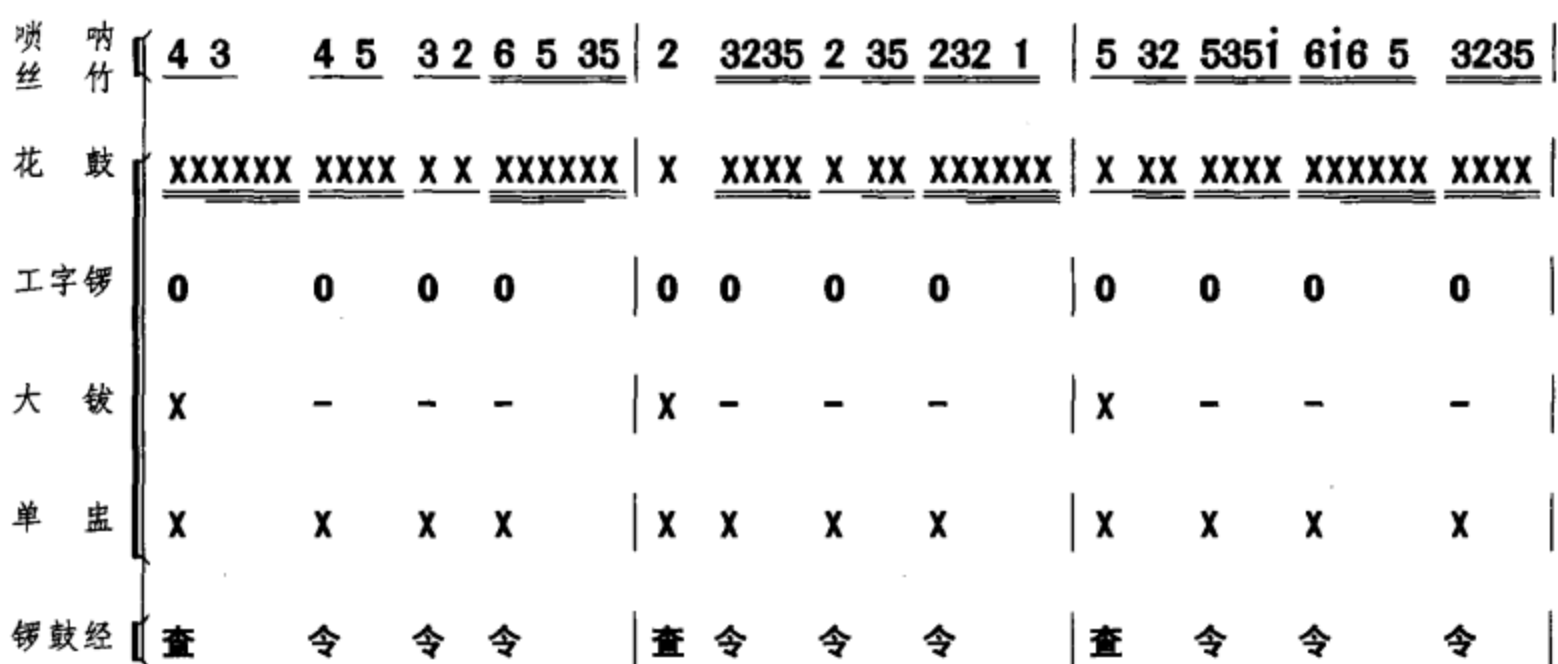 唢呐 4 3 4 5 3 2 6 5 35 | 2 3235 2 35 232 1 | 5 32 535i̇ 6i̇6 5 3235 |
丝竹
花鼓 XXXXXX XXXX X X XXXXXX | X XXXX X XX XXXXXX | X XX XXXX XXXXXX XXXX |
工字锣 0 0 0 0 | 0 0 0 0 | 0 0 0 0 |
大钹 X - - - | X - - - | X - - - |
单盅 X X X X | X X X X | X X X X |
锣鼓经 查 令 令 令 | 查 令 令 令 | 查 令 令 令 |